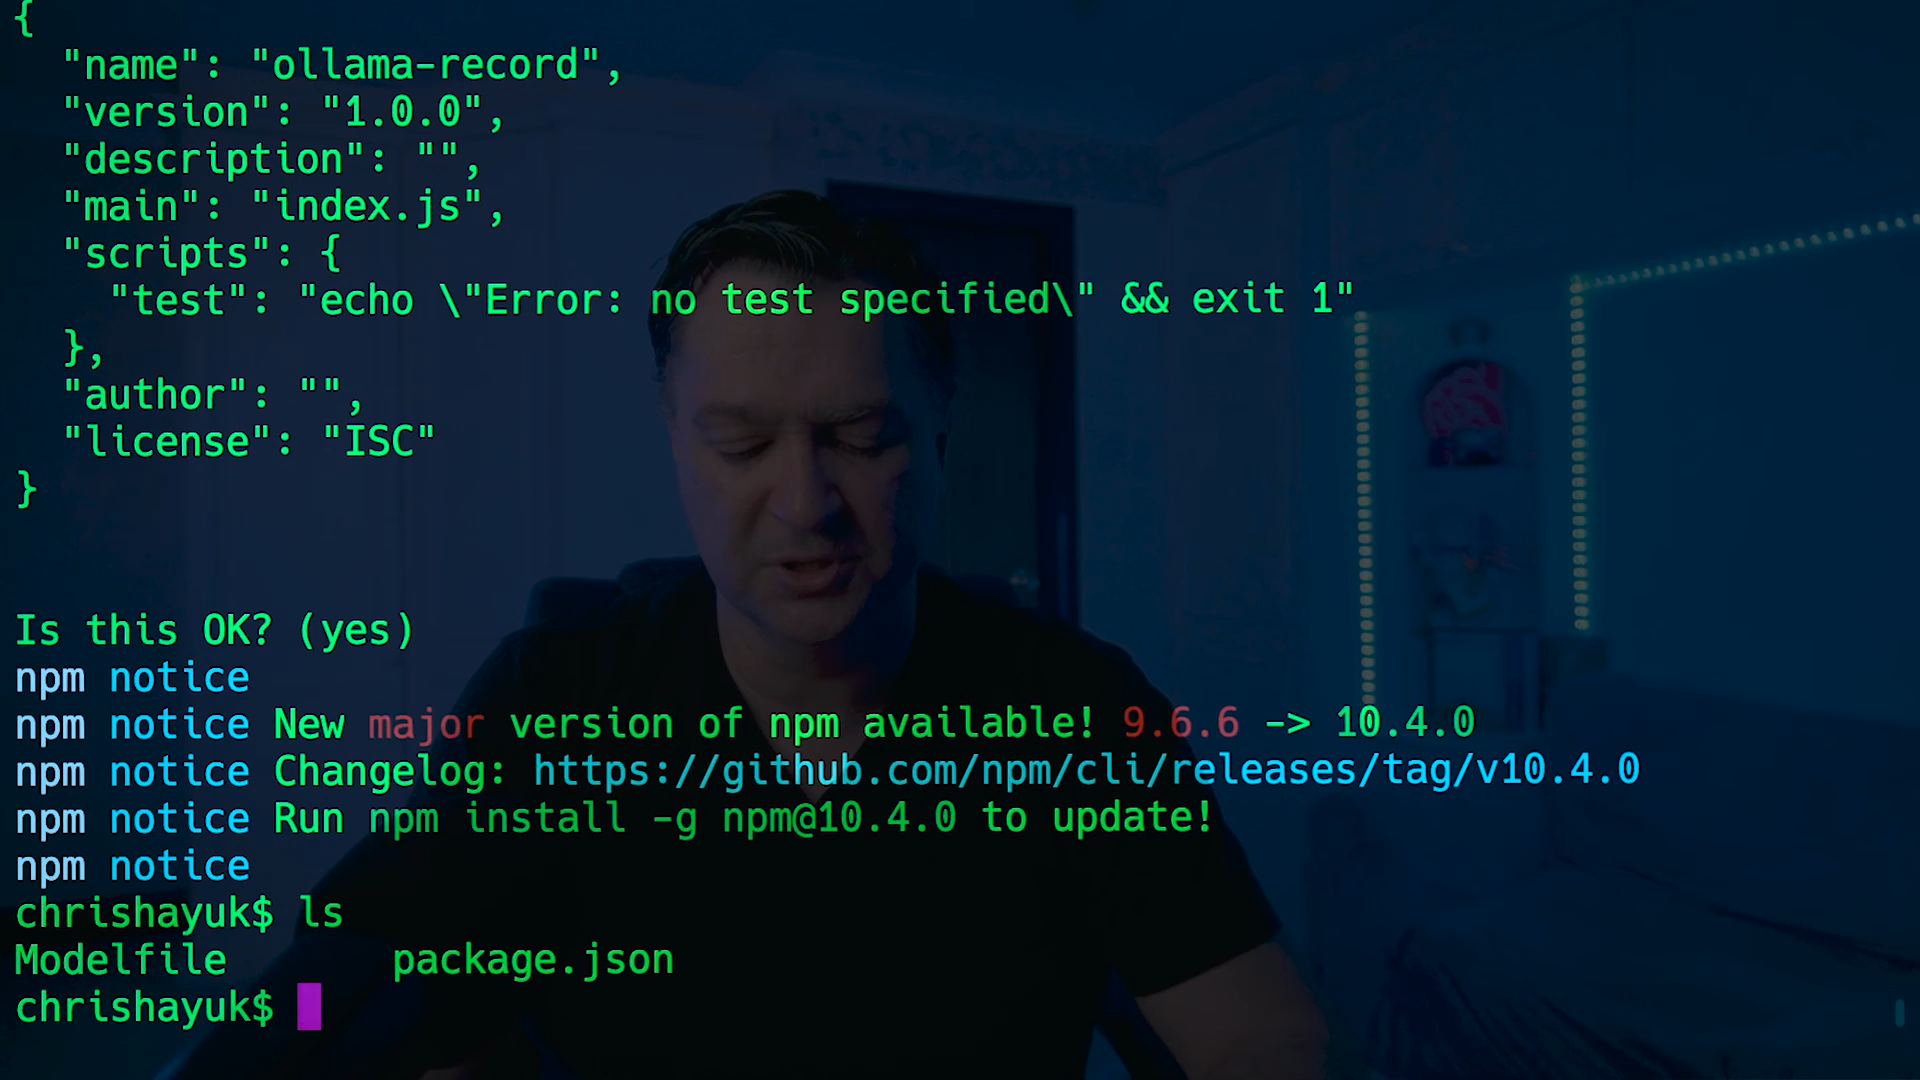 {
  "name": "ollama-record",
  "version": "1.0.0",
  "description": "",
  "main": "index.js",
  "scripts": {
    "test": "echo \"Error: no test specified\" && exit 1"
  },
  "author": "",
  "license": "ISC"
}
Is this OK? (yes)
npm notice
npm notice New major version of npm available! 9.6.6 -> 10.4.0
npm notice Changelog: https://github.com/npm/cli/releases/tag/v10.4.0
npm notice Run npm install -g npm@10.4.0 to update!
npm notice
chrishayuk$ ls
Modelfile       package.json
chrishayuk$